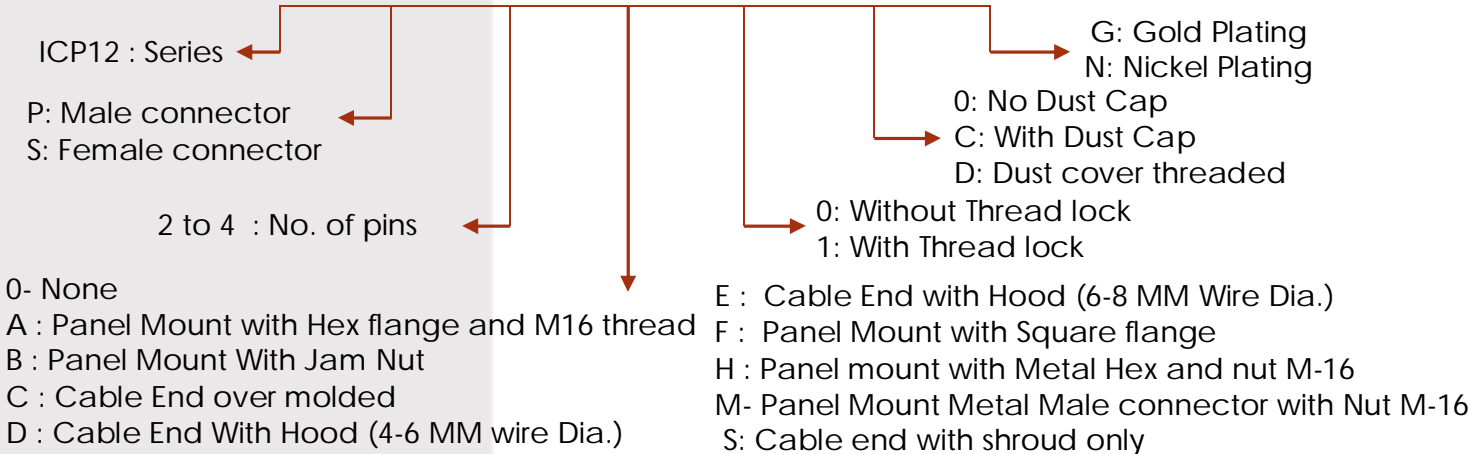 ICP12 : Series
P: Male connector
S: Female connector
2 to 4 : No. of pins
0- None
A : Panel Mount with Hex flange and M16 thread
B : Panel Mount With Jam Nut
C : Cable End over molded
D : Cable End With Hood (4-6 MM wire Dia.)
G: Gold Plating
N: Nickel Plating
0: No Dust Cap
C: With Dust Cap
D: Dust cover threaded
0: Without Thread lock
1: With Thread lock
E : Cable End with Hood (6-8 MM Wire Dia.)
F : Panel Mount with Square flange
H : Panel mount with Metal Hex and nut M-16
M- Panel Mount Metal Male connector with Nut M-16
S: Cable end with shroud only